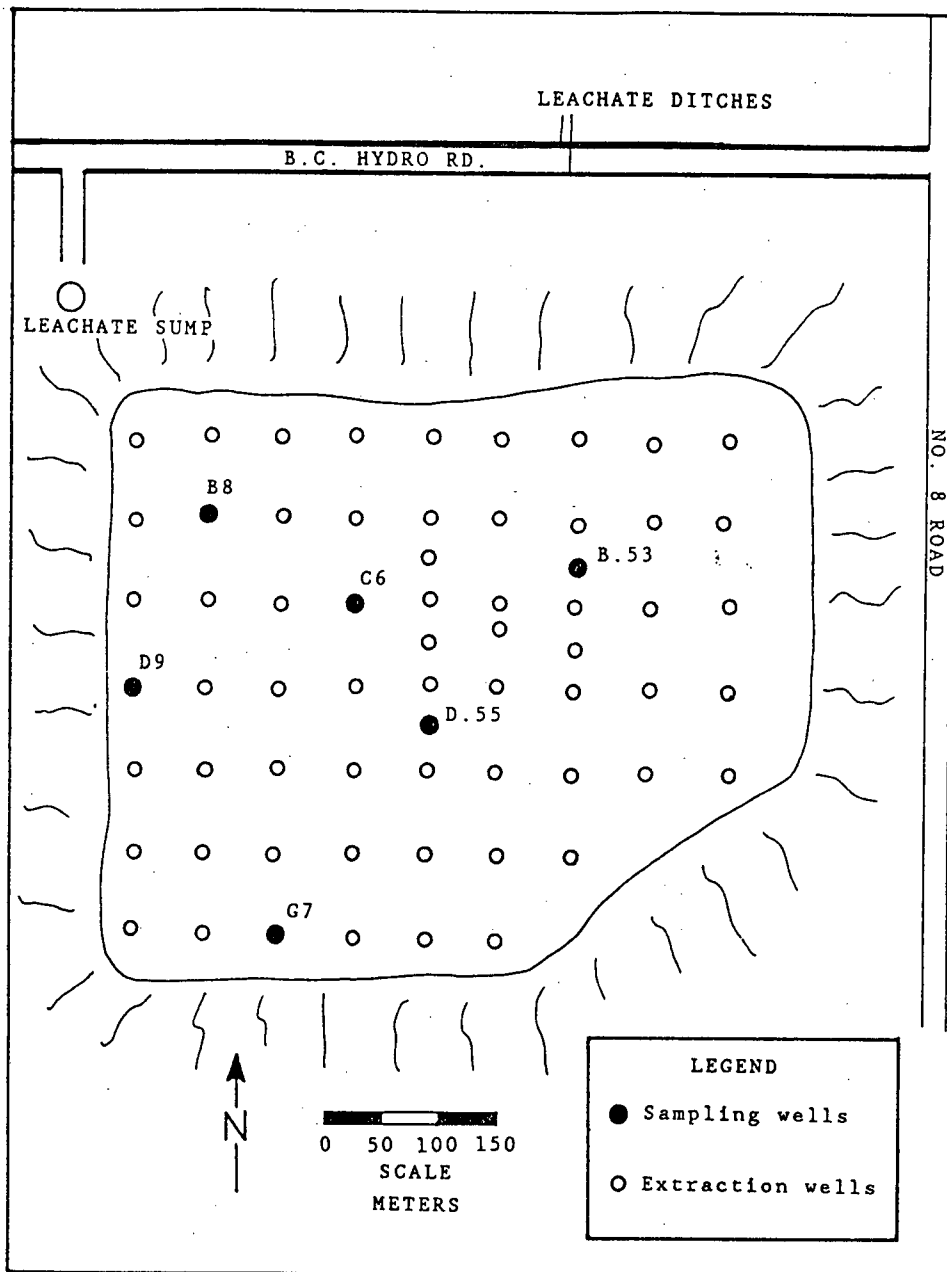 LEACHATE DITCHES
B.C. HYDRO RD.
LEACHATE SUMP
NO. 8 ROAD
B8
B.53
C6
D9
D.55
G7
N
0 50 100 150
SCALE
METERS
LEGEND
Sampling wells
Extraction wells